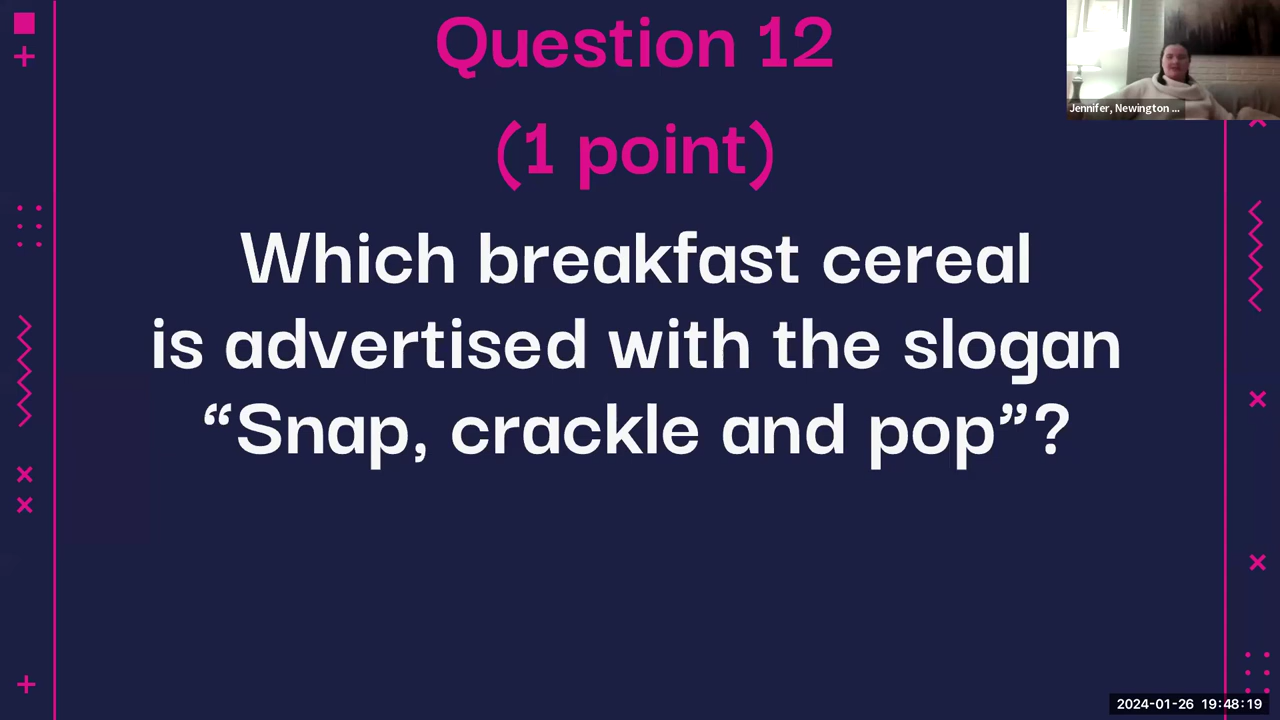 Question 12
(1 point)
Which breakfast cereal
is advertised with the slogan
“Snap, crackle and pop”?
Jennifer, Newington ...
2024-01-26 19:48:19